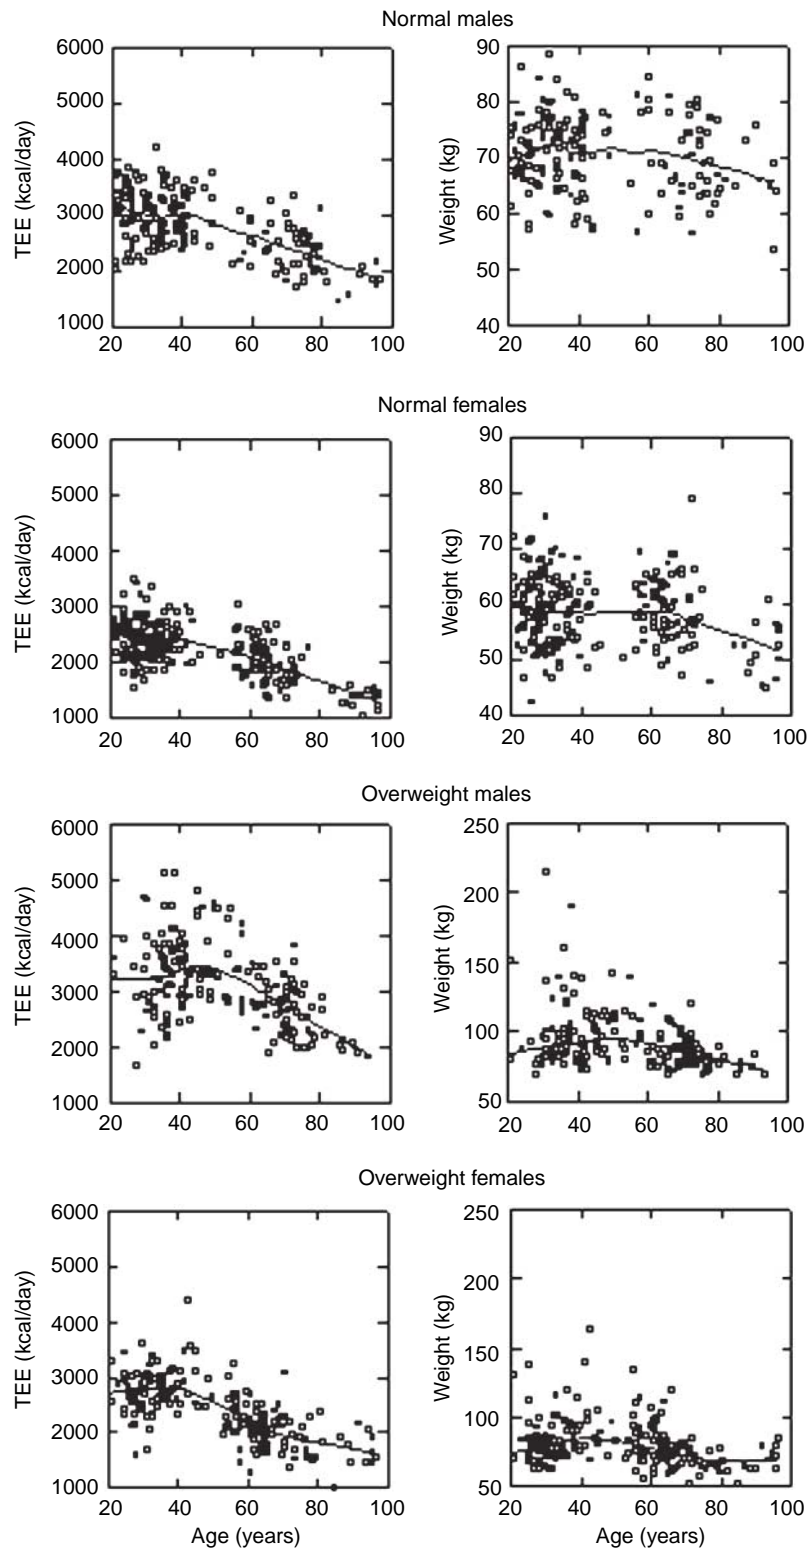 Normal males
6000
5000
4000
3000
2000
1000
TEE (kcal/day)
20 40 60 80 100
90
80
70
60
50
40
Weight (kg)
20 40 60 80 100
Normal females
6000
5000
4000
3000
2000
1000
TEE (kcal/day)
20 40 60 80 100
90
80
70
60
50
40
Weight (kg)
20 40 60 80 100
Overweight males
6000
5000
4000
3000
2000
1000
TEE (kcal/day)
20 40 60 80 100
250
200
150
100
50
Weight (kg)
20 40 60 80 100
Overweight females
6000
5000
4000
3000
2000
1000
TEE (kcal/day)
20 40 60 80 100
Age (years)
250
200
150
100
50
Weight (kg)
20 40 60 80 100
Age (years)